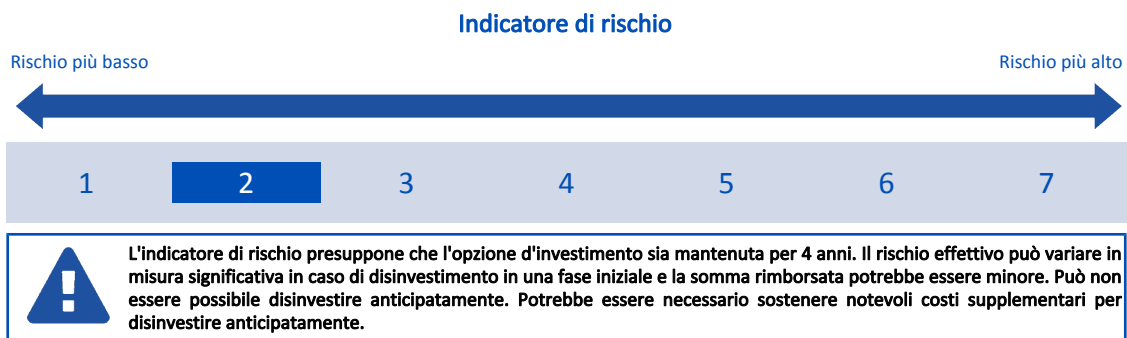 Indicatore di rischio
Rischio più basso
Rischio più alto
1 2 3 4 5 6 7
L'indicatore di rischio presuppone che l'opzione d'investimento sia mantenuta per 4 anni. Il rischio effettivo può variare in
misura significativa in caso di disinvestimento in una fase iniziale e la somma rimborsata potrebbe essere minore. Può non
essere possibile disinvestire anticipatamente. Potrebbe essere necessario sostenere notevoli costi supplementari per
disinvestire anticipatamente.